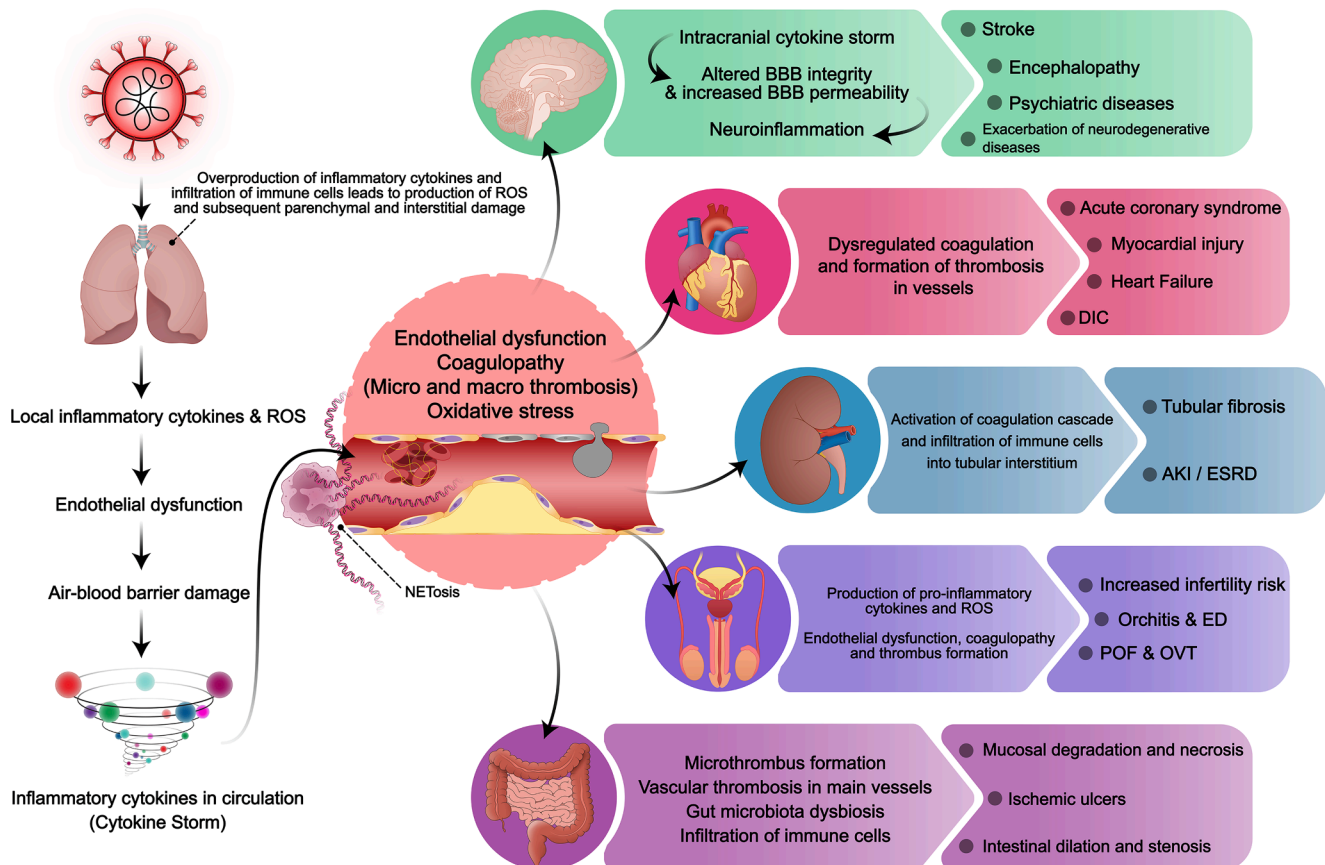 Overproduction of inflammatory cytokines and
infiltration of immune cells leads to production of ROS
and subsequent parenchymal and interstitial damage
Local inflammatory cytokines & ROS
Endothelial dysfunction
Air-blood barrier damage
Inflammatory cytokines in circulation
(Cytokine Storm)
Endothelial dysfunction
Coagulopathy
(Micro and macro thrombosis)
Oxidative stress
NETosis
Intracranial cytokine storm
Altered BBB integrity
& increased BBB permeability
Neuroinflammation
Stroke
Encephalopathy
Psychiatric diseases
Exacerbation of neurodegenerative
diseases
Dysregulated coagulation
and formation of thrombosis
in vessels
Acute coronary syndrome
Myocardial injury
Heart Failure
DIC
Activation of coagulation cascade
and infiltration of immune cells
into tubular interstitium
Tubular fibrosis
AKI / ESRD
Production of pro-inflammatory
cytokines and ROS
Endothelial dysfunction, coagulopathy
and thrombus formation
Increased infertility risk
Orchitis & ED
POF & OVT
Microthrombus formation
Vascular thrombosis in main vessels
Gut microbiota dysbiosis
Infiltration of immune cells
Mucosal degradation and necrosis
Ischemic ulcers
Intestinal dilation and stenosis